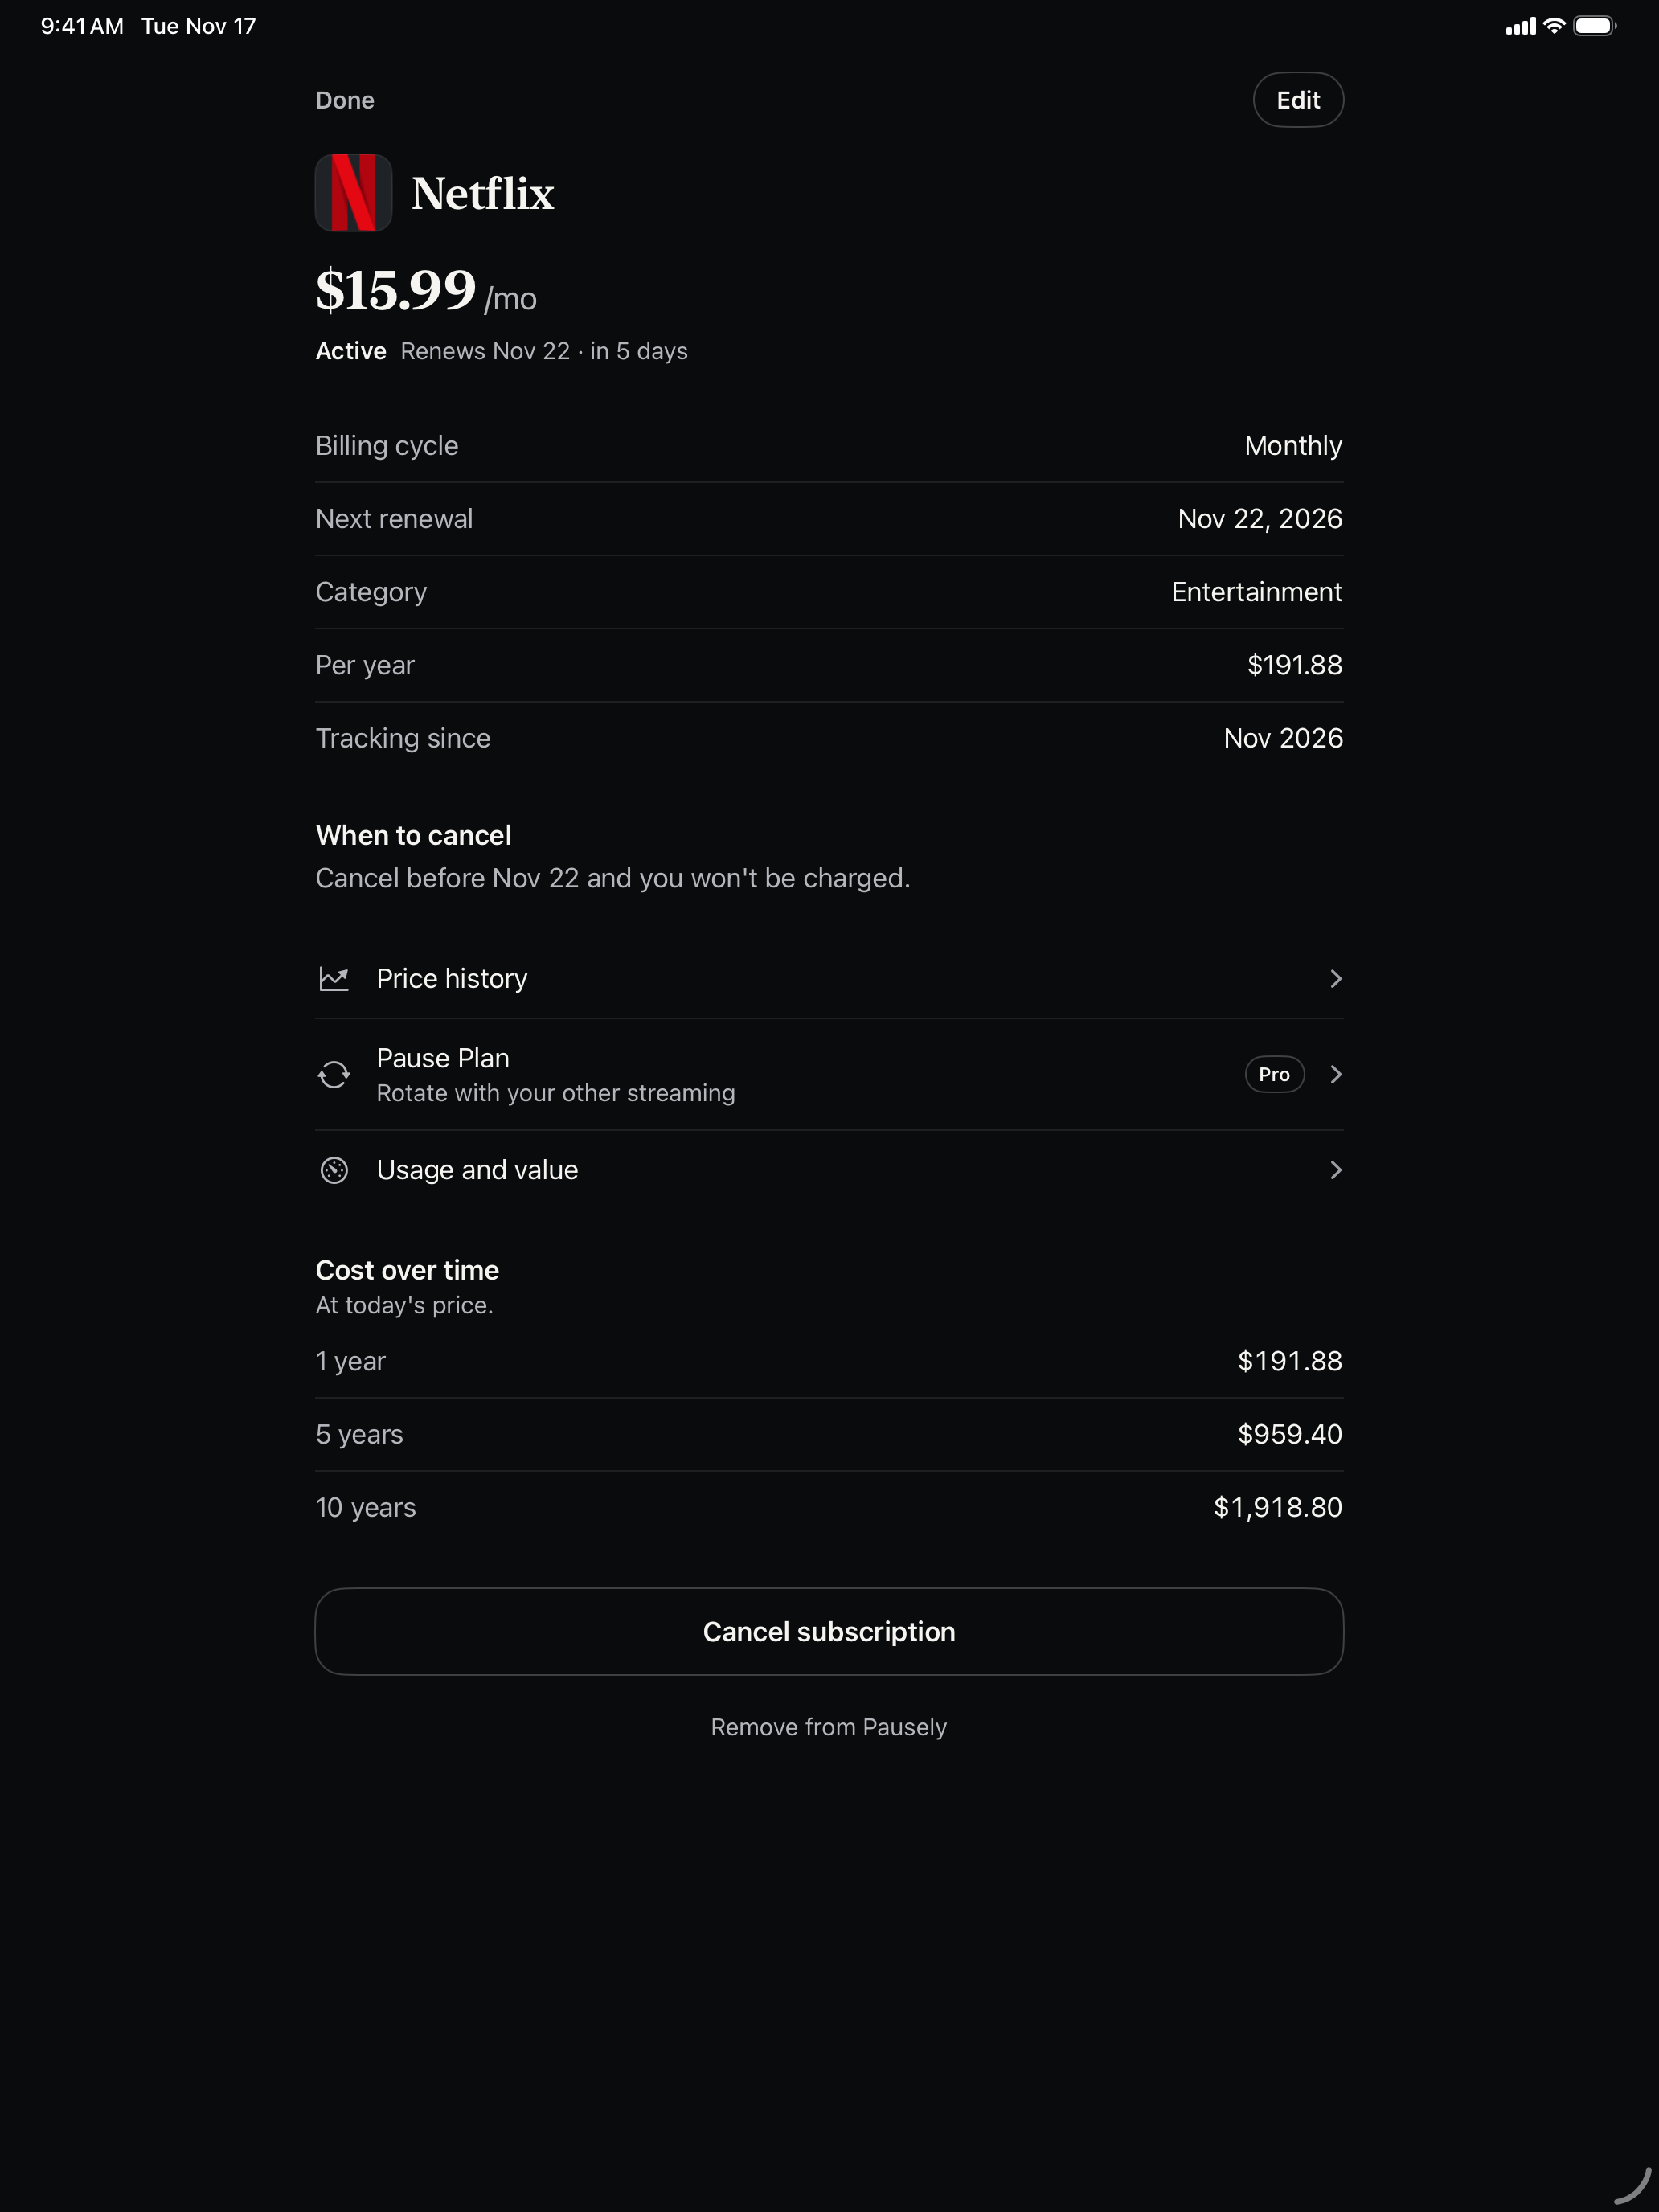 9:41 AM Tue Nov 17
Done
Edit
Netflix
$15.99 /mo
Active Renews Nov 22 · in 5 days
Billing cycle Monthly
Next renewal Nov 22, 2026
Category Entertainment
Per year $191.88
Tracking since Nov 2026
When to cancel
Cancel before Nov 22 and you won't be charged.
Price history
Pause Plan
Rotate with your other streaming
Pro
Usage and value
Cost over time
At today's price.
1 year $191.88
5 years $959.40
10 years $1,918.80
Cancel subscription
Remove from Pausely